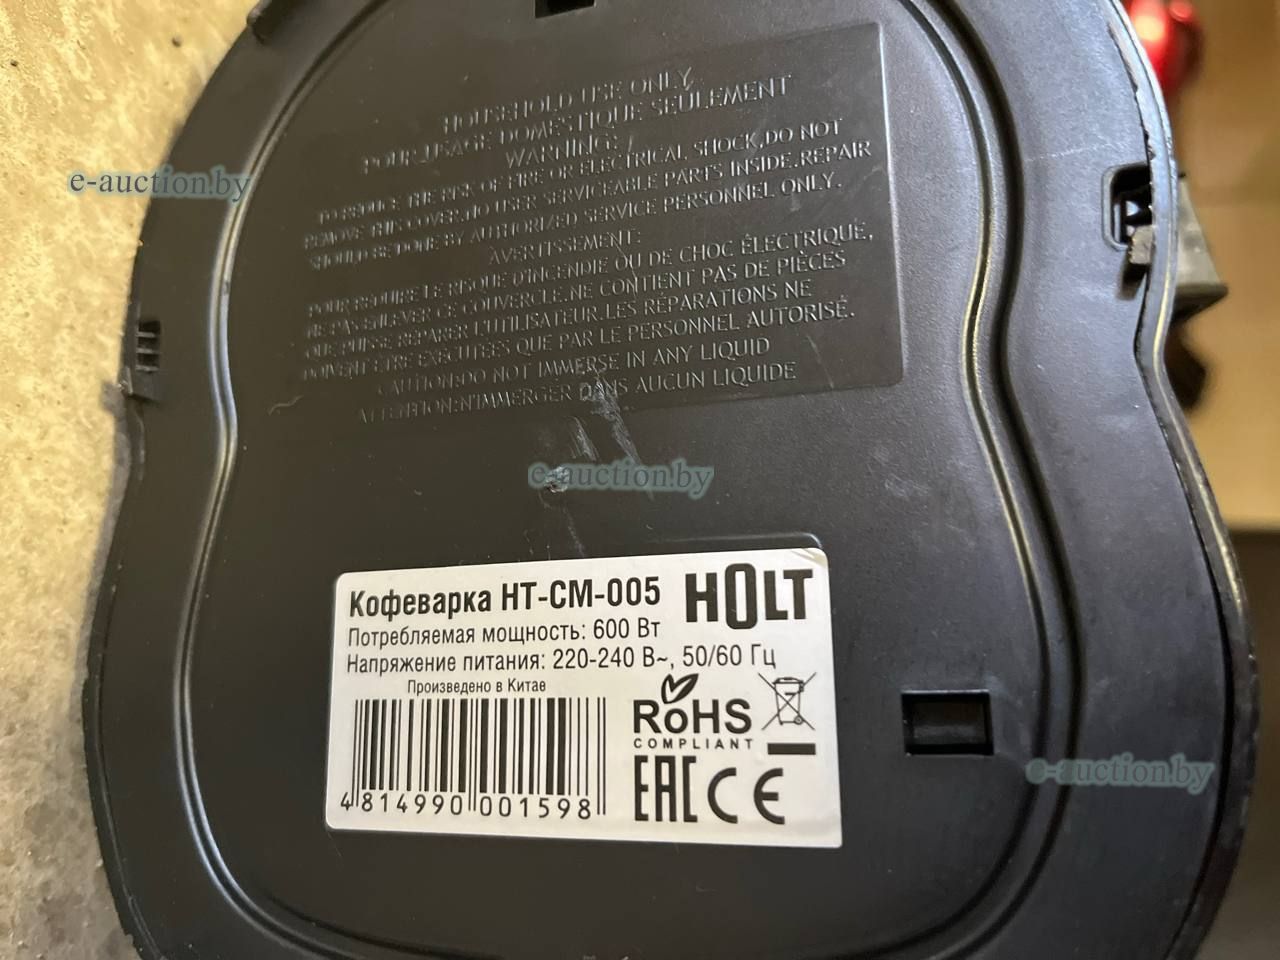 HOUSEHOLD USE ONLY
POUR USAGE DOMESTIQUE SEULEMENT
WARNING:
TO REDUCE THE RISK OF FIRE OR ELECTRICAL SHOCK,DO NOT
REMOVE THIS COVER.NO USER SERVICEABLE PARTS INSIDE.REPAIR
SHOULD BE DONE BY AUTHORIZED SERVICE PERSONNEL ONLY.
AVERTISSEMENT:
POUR REDUIRE LE RISQUE D'INCENDIE OU DE CHOC ÉLECTRIQUE,
NE PAS ENLEVER CE COUVERCLE.NE CONTIENT PAS DE PIÈCES
QUE PUISSE REPARER L'UTILISATEUR.LES RÉPARATIONS NE
DOIVENT ETRE EXÉCUTÉES QUE PAR LE PERSONNEL AUTORISÉ.
CAUTION:DO NOT IMMERSE IN ANY LIQUID
ATTENTION:N'IMMERGER DANS AUCUN LIQUIDE
e-auction.by
e-auction.by
Кофеварка HT-CM-005 HOLT
Потребляемая мощность: 600 Вт
Напряжение питания: 220-240 В~, 50/60 Гц
Произведено в Китае
RoHS
COMPLIANT
EAC CE
4 814990 001598
e-auction.by